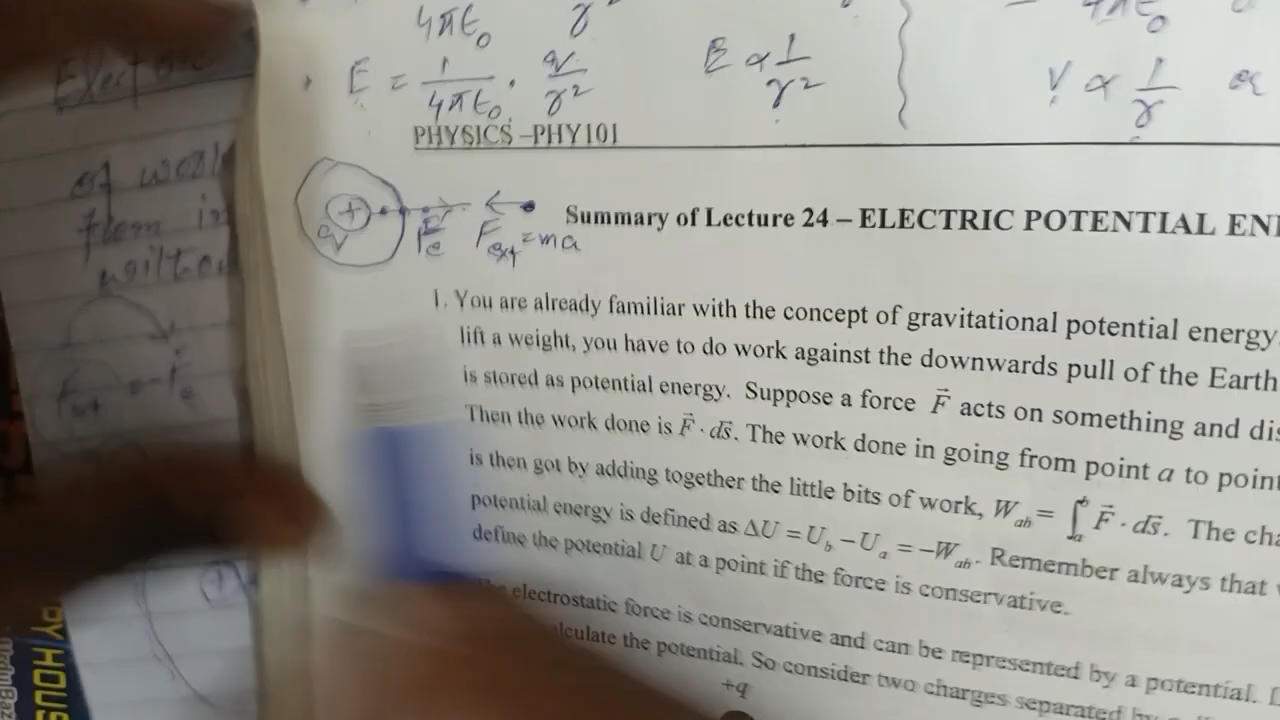 4πε₀ r²
E = 1/4πε₀ · q/r² E ∝ 1/r²
4πε₀
V ∝ 1/r
PHYSICS –PHY101
+ q Fe Fext = ma
Summary of Lecture 24 – ELECTRIC POTENTIAL
1. You are already familiar with the concept of gravitational potential energy
lift a weight, you have to do work against the downwards pull of the Earth
is stored as potential energy. Suppose a force F⃗ acts on something and
Then the work done is F⃗ · ds⃗. The work done in going from point a to point
is then got by adding together the little bits of work, W_ab = ∫_a^b F⃗ · ds⃗. The
potential energy is defined as ΔU = U_b − U_a = −W_ab. Remember always that
define the potential U at a point if the force is conservative.
electrostatic force is conservative and can be represented by a potential.
the potential. So consider two charges separated
+q
of
from